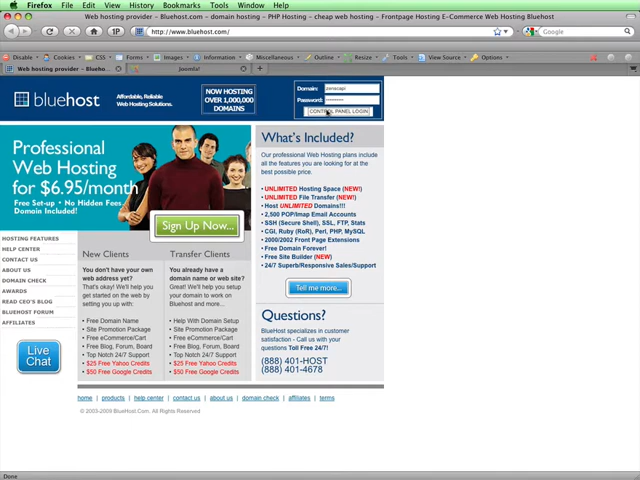 Firefox File Edit View History Bookmarks Tools Window Help
Web hosting provider - Bluehost.com - domain hosting - PHP Hosting - cheap web hosting - Frontpage Hosting E-Commerce Web Hosting Bluehost
1P
http://www.bluehost.com/
Google
Disable Cookies CSS Forms Images Information Miscellaneous Outline Resize Tools View Source Options
Web hosting provider - Blueho...
Joomla!
bluehost
Affordable, Reliable
Web Hosting Solutions.
NOW HOSTING
OVER 1,000,000
DOMAINS
Domain:
Password:
CONTROL PANEL LOGIN
Professional
Web Hosting
for $6.95/month
Free Set-up • No Hidden Fees
Domain Included!
Sign Up Now...
HOSTING FEATURES
HELP CENTER
CONTACT US
ABOUT US
DOMAIN CHECK
AWARDS
READ CEO'S BLOG
BLUEHOST FORUM
AFFILIATES
Live
Chat
New Clients
You don't have your
own web address yet?
That's okay! We'll help you
get started on the web by
setting you up with:
• Free Domain Name
• Site Promotion Package
• Free eCommerce/Cart
• Free Blog, Forum, Board
• Top Notch 24/7 Support
• $25 Free Yahoo Credits
• $50 Free Google Credits
Transfer Clients
You already have a
domain name or web site?
Great! We'll help you setup
your domain to work on
Bluehost and more...
• Help With Domain Setup
• Site Promotion Package
• Free eCommerce/Cart
• Free Blog, Forum, Board
• Top Notch 24/7 Support
• $25 Free Yahoo Credits
• $50 Free Google Credits
What's Included?
Our professional Web Hosting plans include
all the features you are looking for at the
best possible price.
• UNLIMITED Hosting Space (NEW!)
• UNLIMITED File Transfer (NEW!)
• Host UNLIMITED Domains!!!
• 2,500 POP/Imap Email Accounts
• SSH (Secure Shell), SSL, FTP, Stats
• CGI, Ruby (RoR), Perl, PHP, MySQL
• 2000/2002 Front Page Extensions
• Free Domain Forever!
• Free Site Builder (NEW)
• 24/7 Superb/Responsive Sales/Support
Tell me more...
Questions?
BlueHost specializes in customer
satisfaction - Call us with your
questions Toll Free 24/7!
(888) 401-HOST
(888) 401-4678
home | products | help center | contact us | about us | domain check | affiliates | terms
© 2003-2009 BlueHost.Com. All Rights Reserved
Done